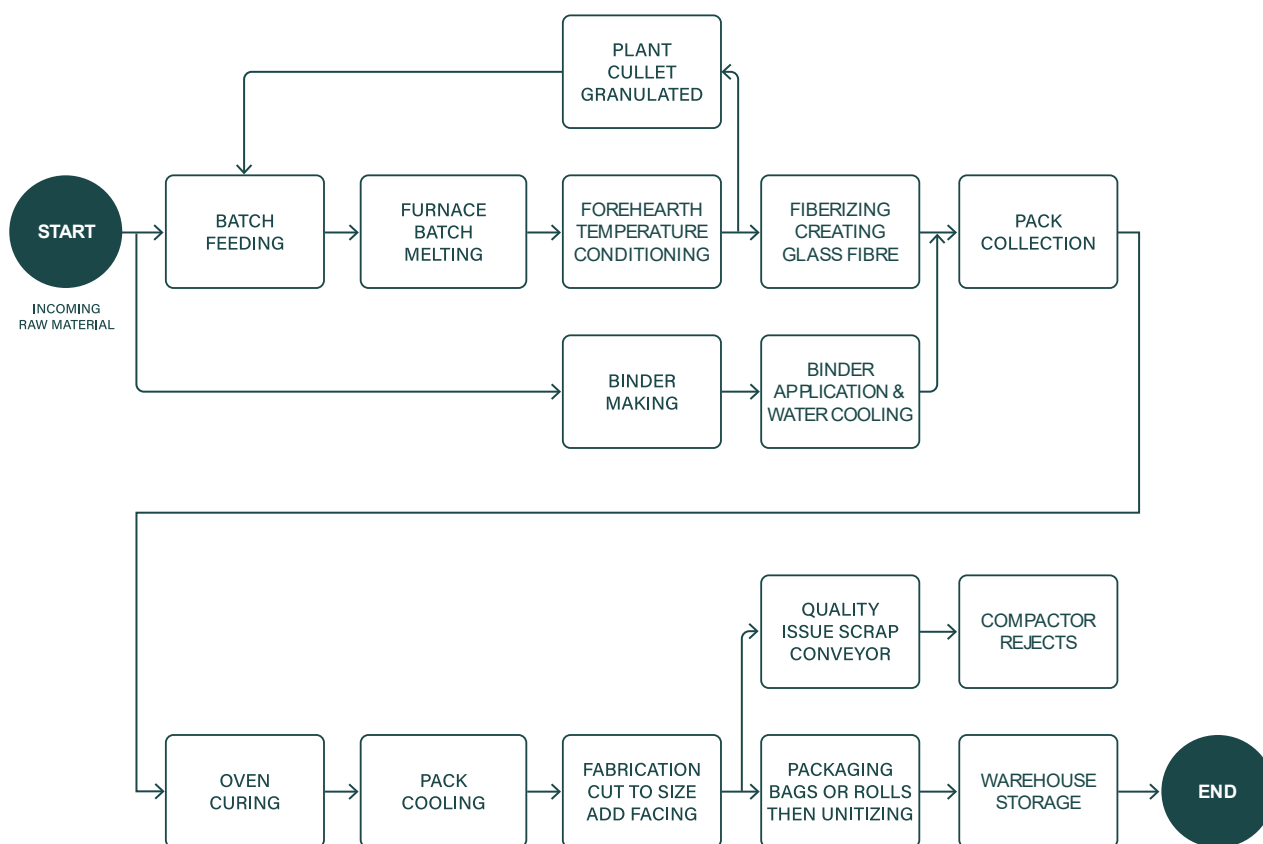 PLANT
CULLET
GRANULATED
START
INCOMING
RAW MATERIAL
BATCH
FEEDING
FURNACE
BATCH
MELTING
FOREHEARTH
TEMPERATURE
CONDITIONING
FIBERIZING
CREATING
GLASS FIBRE
PACK
COLLECTION
BINDER
MAKING
BINDER
APPLICATION &
WATER COOLING
QUALITY
ISSUE SCRAP
CONVEYOR
COMPACTOR
REJECTS
OVEN
CURING
PACK
COOLING
FABRICATION
CUT TO SIZE
ADD FACING
PACKAGING
BAGS OR ROLLS
THEN UNITIZING
WAREHOUSE
STORAGE
END